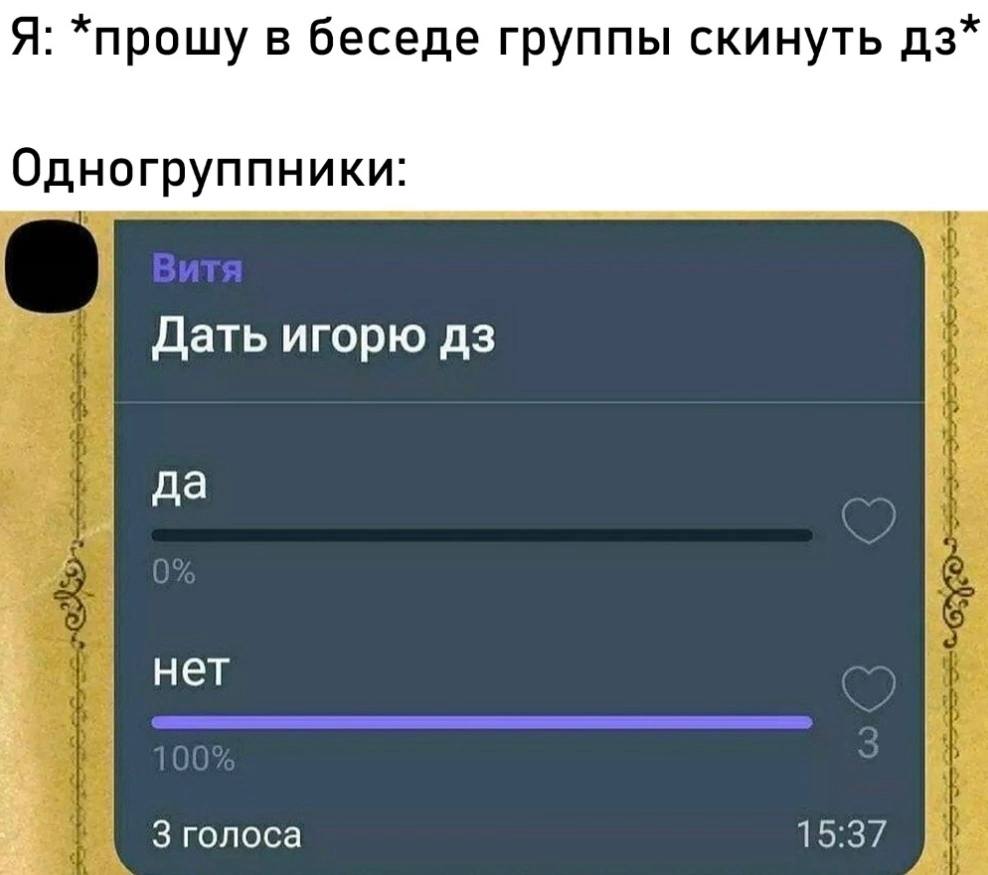 Я: *прошу в беседе группы скинуть дз*
Одногруппники:
Витя
Дать игорю дз
да
0%
нет
100%
3
3 голоса 15:37